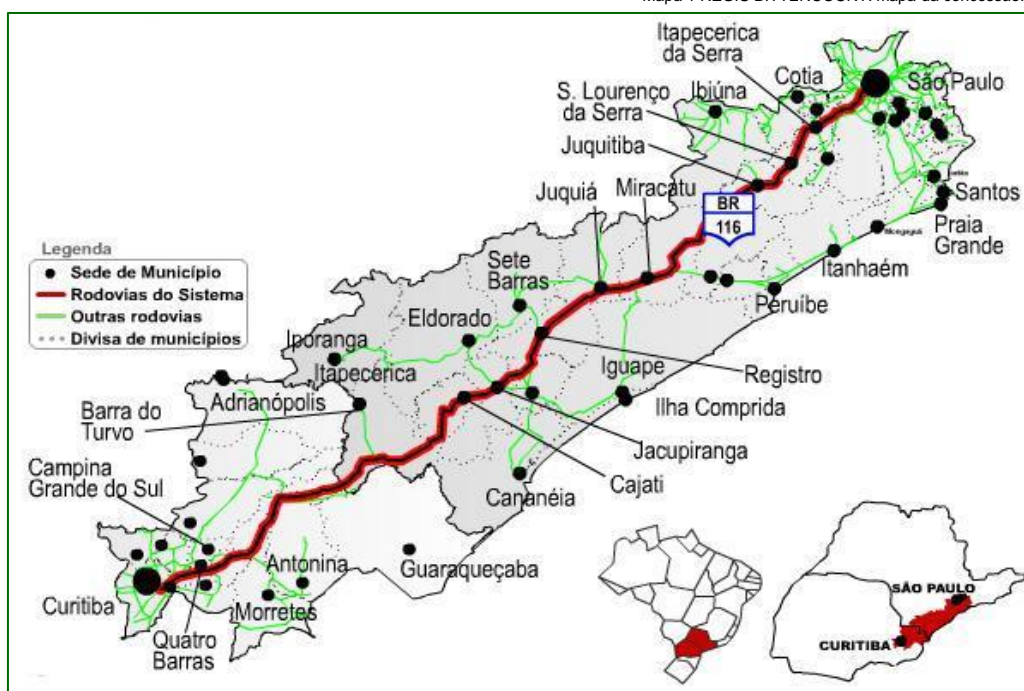 Itapecerica
da Serra
Cotia
São Paulo
S. Lourenço
da Serra
Ibiúna
Juquitiba
Juquiá
Miracatu
BR
116
Santos
Praia
Grande
Mongaguá
Itanhaém
Peruíbe
Legenda
Sede de Município
Rodovias do Sistema
Outras rodovias
Divisa de municípios
Sete
Barras
Eldorado
Iporanga
Itapecerica
Iguape
Registro
Ilha Comprida
Adrianópolis
Barra do
Turvo
Jacupiranga
Cajati
Cananéia
Campina
Grande do Sul
Antonina
Guaraqueçaba
Curitiba
Morretes
Quatro
Barras
SÃO PAULO
CURITIBA